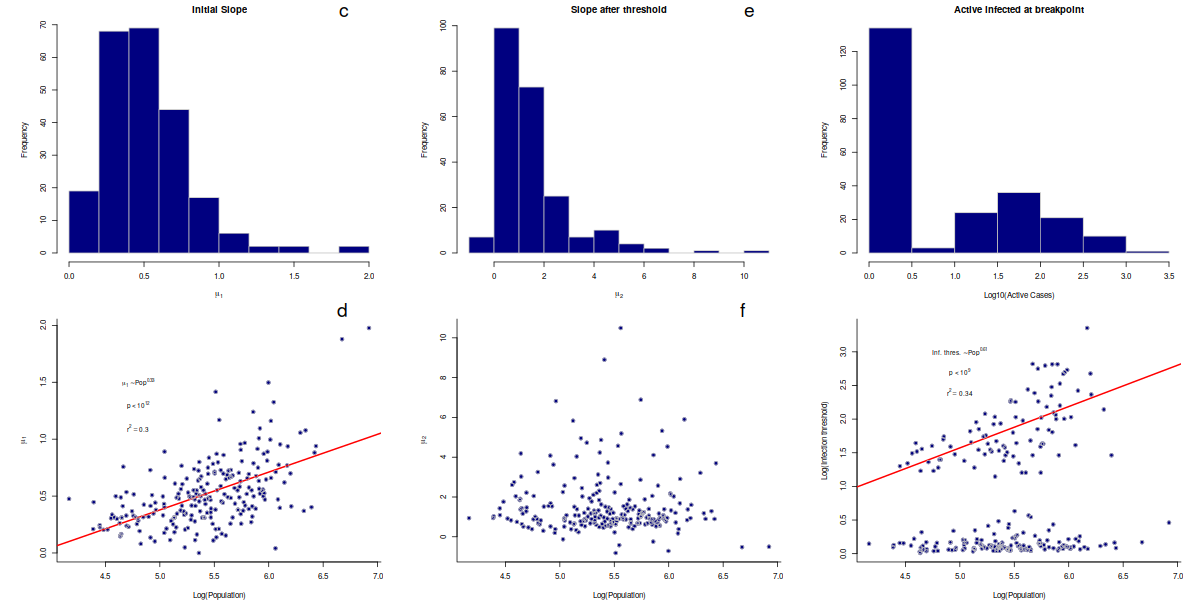 Initial Slope
c
Slope after threshold
e
Active infected at breakpoint
Frequency
0 10 20 30 40 50 60 70
0.0 0.5 1.0 1.5 2.0
μ1
Frequency
0 20 40 60 80 100
0 2 4 6 8 10
μ2
Frequency
0 20 40 60 80 100 120
0.0 0.5 1.0 1.5 2.0 2.5 3.0 3.5
Log10(Active Cases)
d
f
μ1
0.0 0.5 1.0 1.5 2.0
μ1 ~Pop
p < 10
r2 = 0.3
4.5 5.0 5.5 6.0 6.5 7.0
Log(Population)
μ2
0 2 4 6 8 10
4.5 5.0 5.5 6.0 6.5 7.0
Log(Population)
Log(Infection threshold)
0.0 0.5 1.0 1.5 2.0 2.5 3.0
Inf. thres. ~Pop
p < 10
r2 = 0.34
4.5 5.0 5.5 6.0 6.5 7.0
Log(Population)